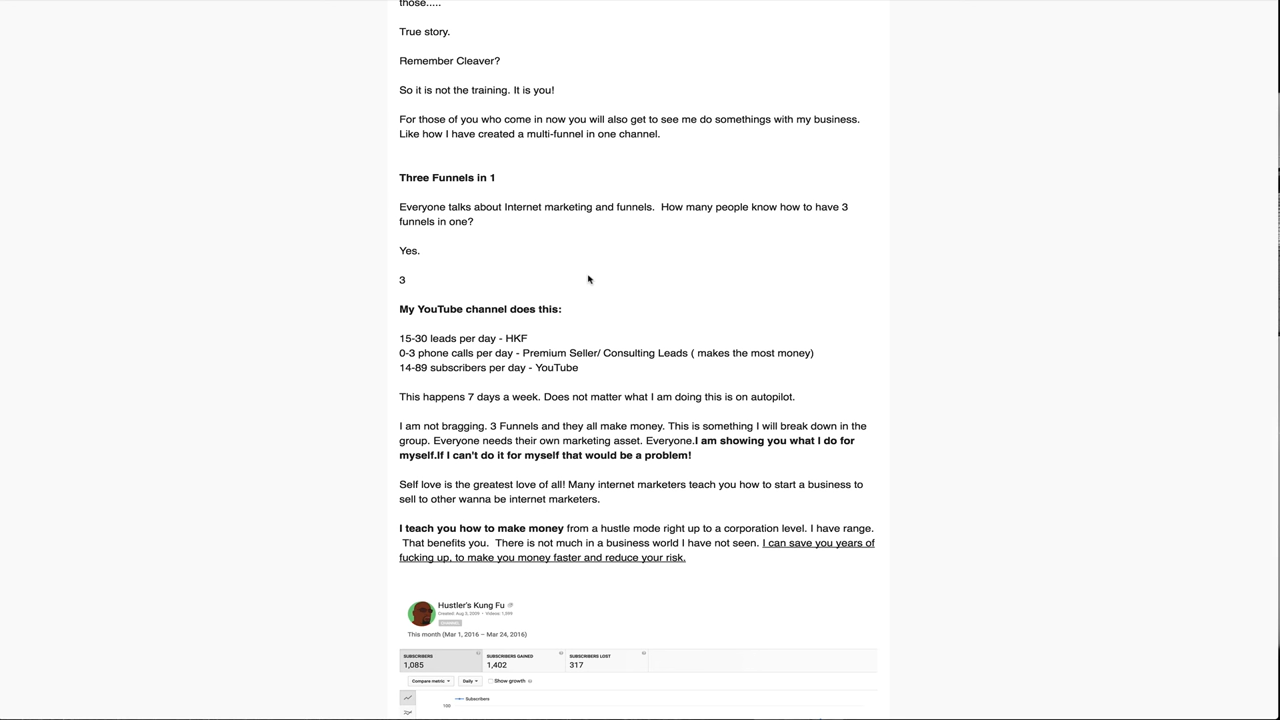 those.....
True story.
Remember Cleaver?
So it is not the training. It is you!
For those of you who come in now you will also get to see me do somethings with my business.
Like how I have created a multi-funnel in one channel.
Three Funnels in 1
Everyone talks about Internet marketing and funnels.  How many people know how to have 3
funnels in one?
Yes.
3
My YouTube channel does this:
15-30 leads per day - HKF
0-3 phone calls per day - Premium Seller/ Consulting Leads ( makes the most money)
14-89 subscribers per day - YouTube
This happens 7 days a week. Does not matter what I am doing this is on autopilot.
I am not bragging. 3 Funnels and they all make money. This is something I will break down in the
group. Everyone needs their own marketing asset. Everyone.I am showing you what I do for
myself.If I can't do it for myself that would be a problem!
Self love is the greatest love of all! Many internet marketers teach you how to start a business to
sell to other wanna be internet marketers.
I teach you how to make money from a hustle mode right up to a corporation level. I have range.
That benefits you.  There is not much in a business world I have not seen. I can save you years of
fucking up, to make you money faster and reduce your risk.
Hustler's Kung Fu
Created: Aug 3, 2009 • Videos: 1,099
CHANNEL
This month (Mar 1, 2016 – Mar 24, 2016)
SUBSCRIBERS SUBSCRIBERS GAINED SUBSCRIBERS LOST
1,085 1,402 317
Compare metric Daily Show growth
Subscribers
100